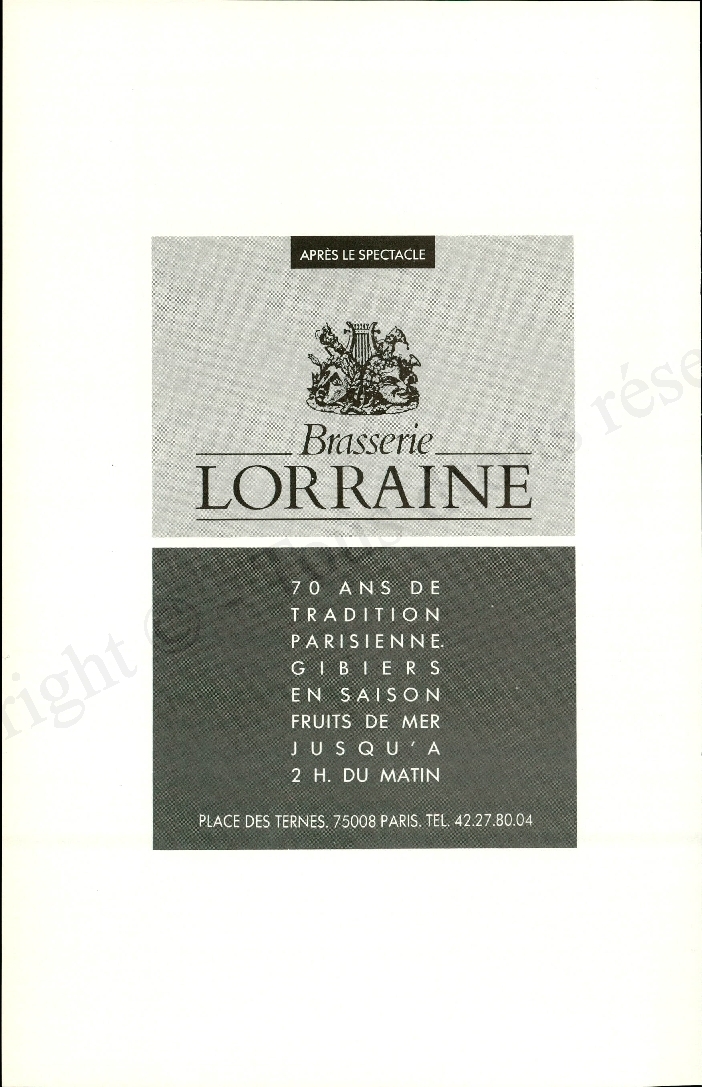 APRÈS LE SPECTACLE
Brasserie
LORRAINE
70 ANS DE
TRADITION
PARISIENNE.
GIBIERS
EN SAISON
FRUITS DE MER
JUSQU'A
2 H. DU MATIN
PLACE DES TERNES. 75008 PARIS. TEL. 42.27.80.04